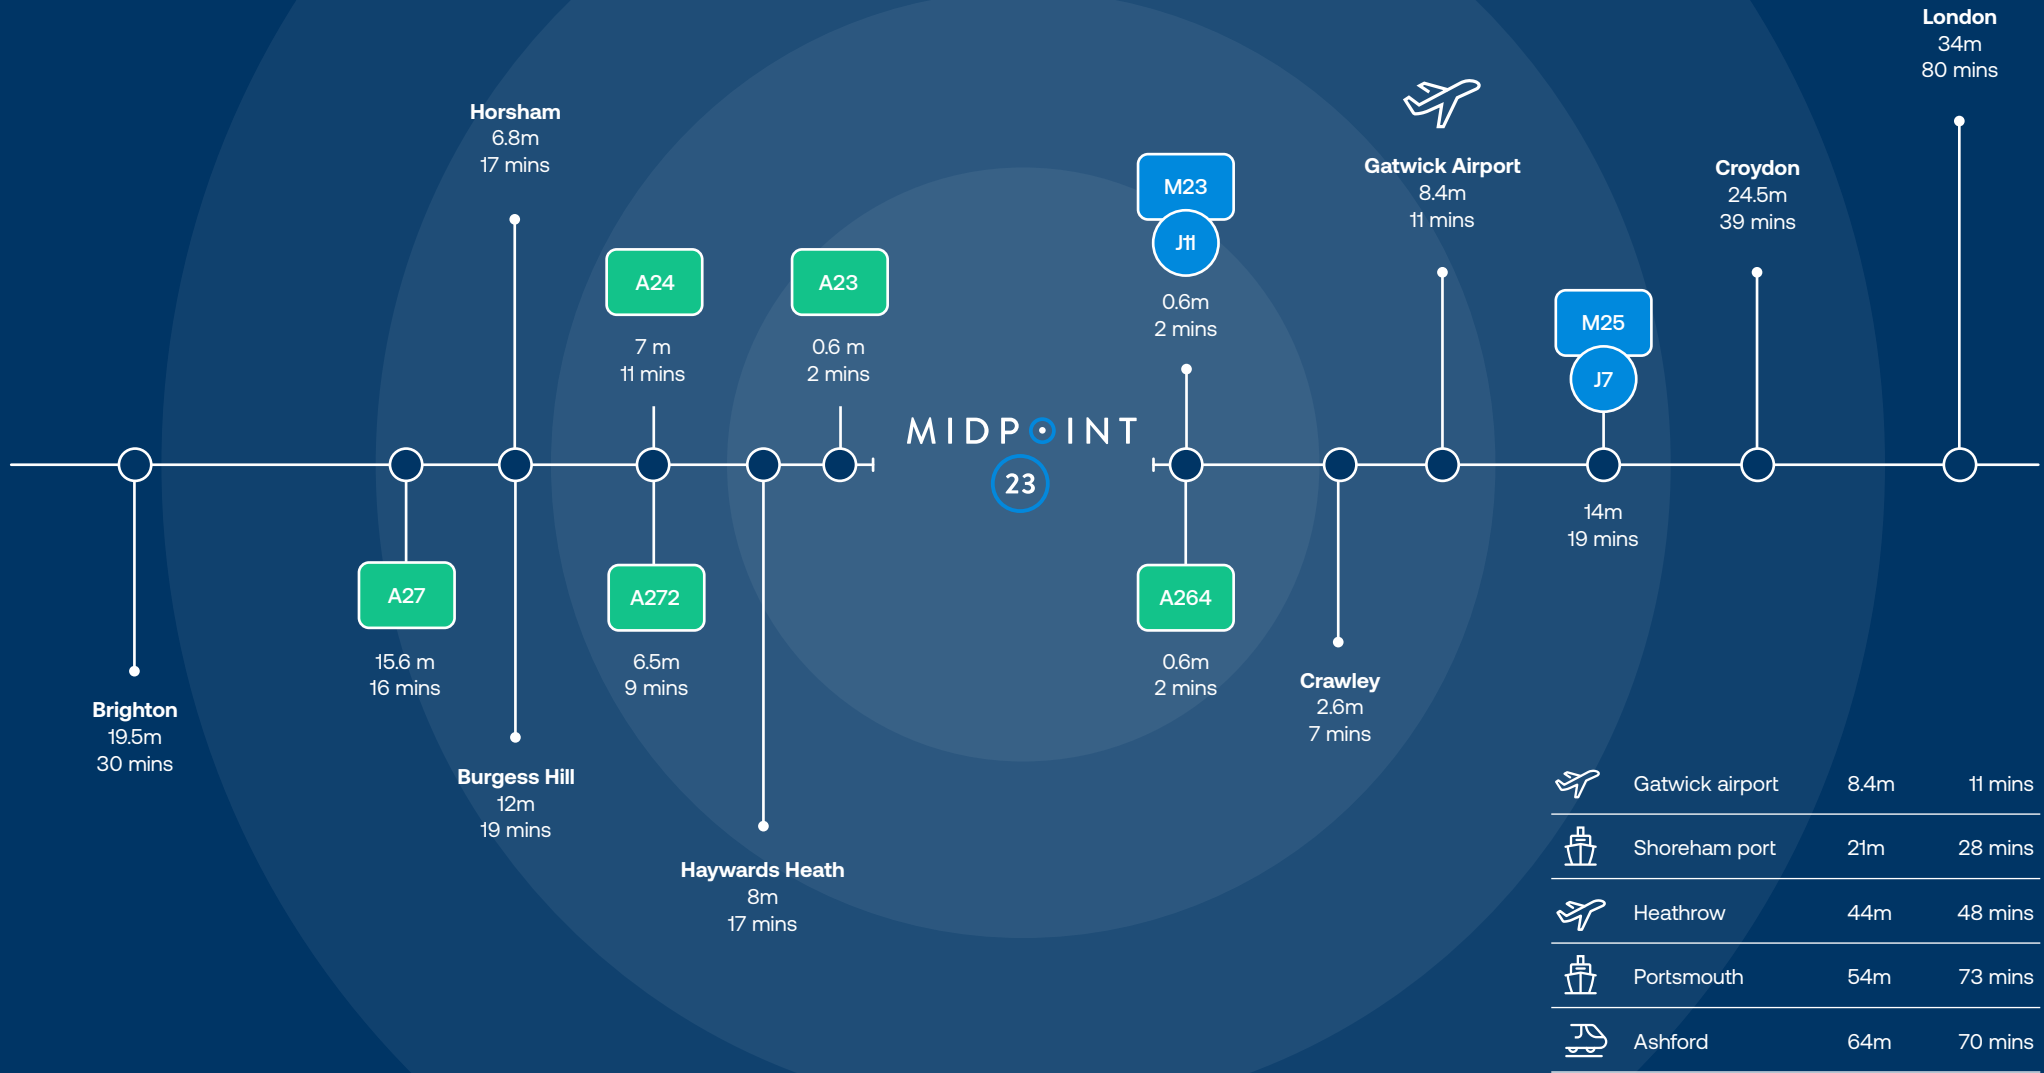 London
34m
80 mins
Horsham
6.8m
17 mins
Gatwick Airport
8.4m
11 mins
Croydon
24.5m
39 mins
M23
J11
0.6m
2 mins
A24
7 m
11 mins
A23
0.6 m
2 mins
M25
J7
14m
19 mins
MIDPOINT
23
A27
15.6 m
16 mins
A272
6.5m
9 mins
A264
0.6m
2 mins
Brighton
19.5m
30 mins
Burgess Hill
12m
19 mins
Haywards Heath
8m
17 mins
Crawley
2.6m
7 mins
Gatwick airport 8.4m 11 mins
Shoreham port 21m 28 mins
Heathrow 44m 48 mins
Portsmouth 54m 73 mins
Ashford 64m 70 mins